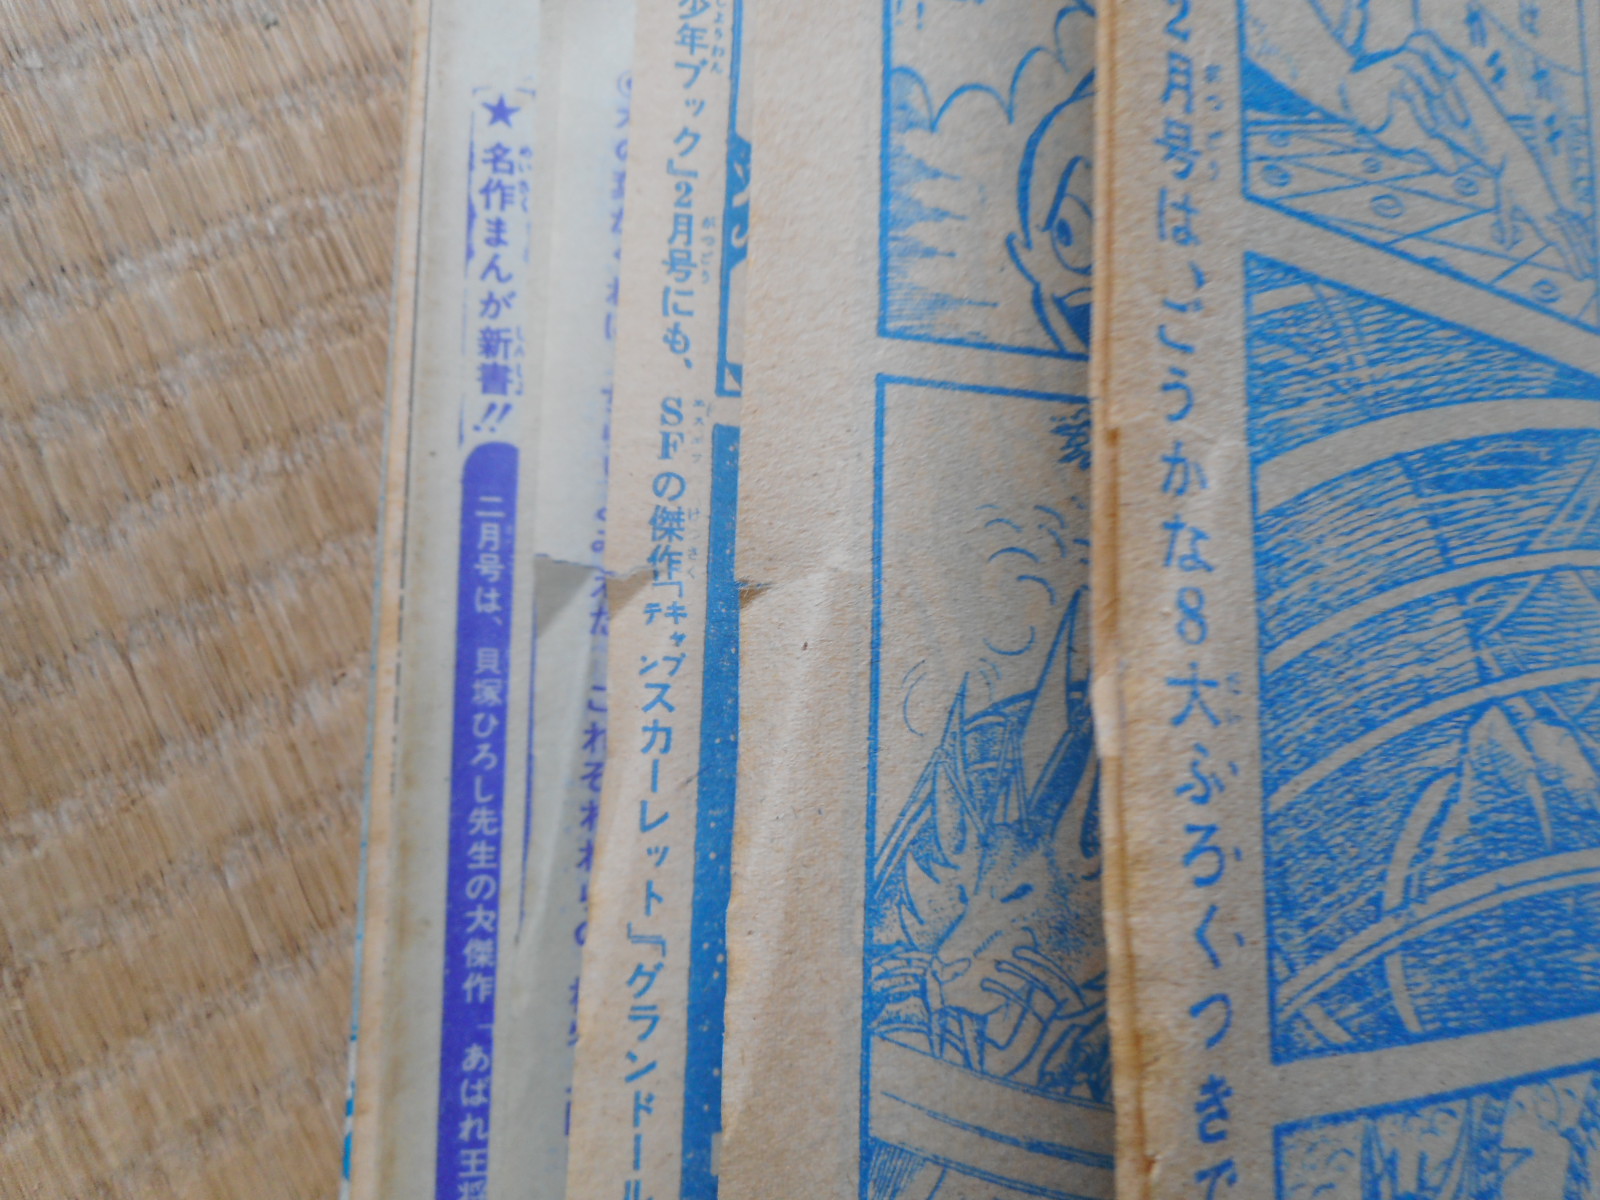 2月号は、ごうかな8大ふろくつきで
少年ブック』2月号にも、SFの傑作『キャプテンスカーレット』『グランドール
これぞわれらの
★名作まんが新書!!
二月号は、貝塚ひろし先生の大傑作「あばれ王将